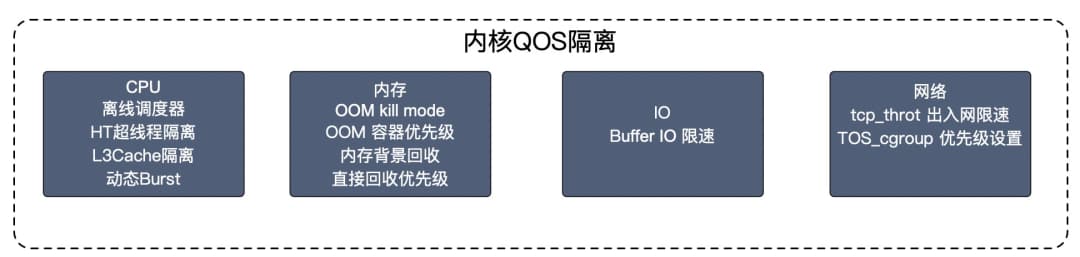 内核QOS隔离
CPU
离线调度器
HT超线程隔离
L3Cache隔离
动态Burst
内存
OOM kill mode
OOM 容器优先级
内存背景回收
直接回收优先级
IO
Buffer IO 限速
网络
tcp_throt 出入网限速
TOS_cgroup 优先级设置